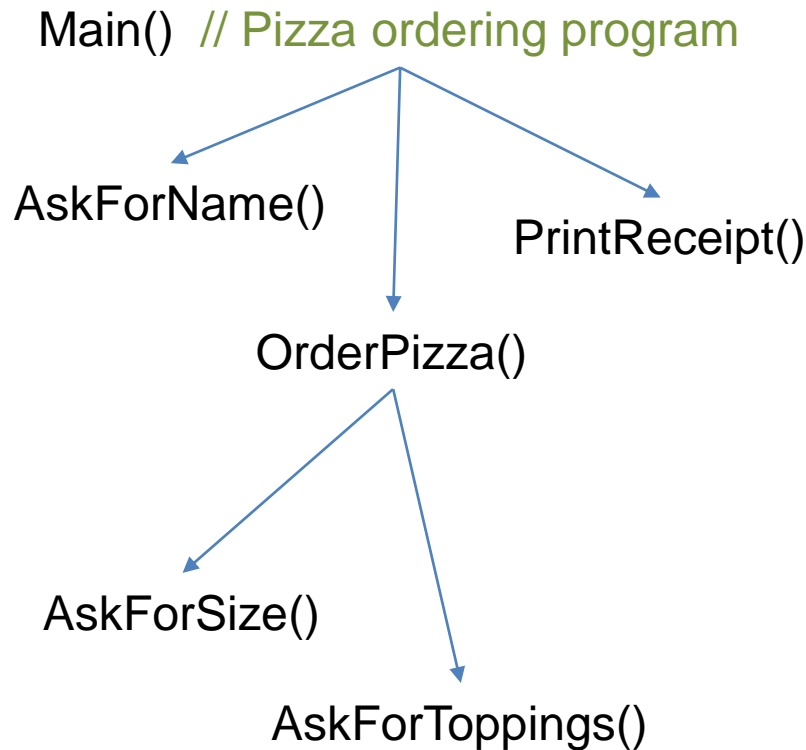 Main() // Pizza ordering program
AskForName()
PrintReceipt()
OrderPizza()
AskForSize()
AskForToppings()